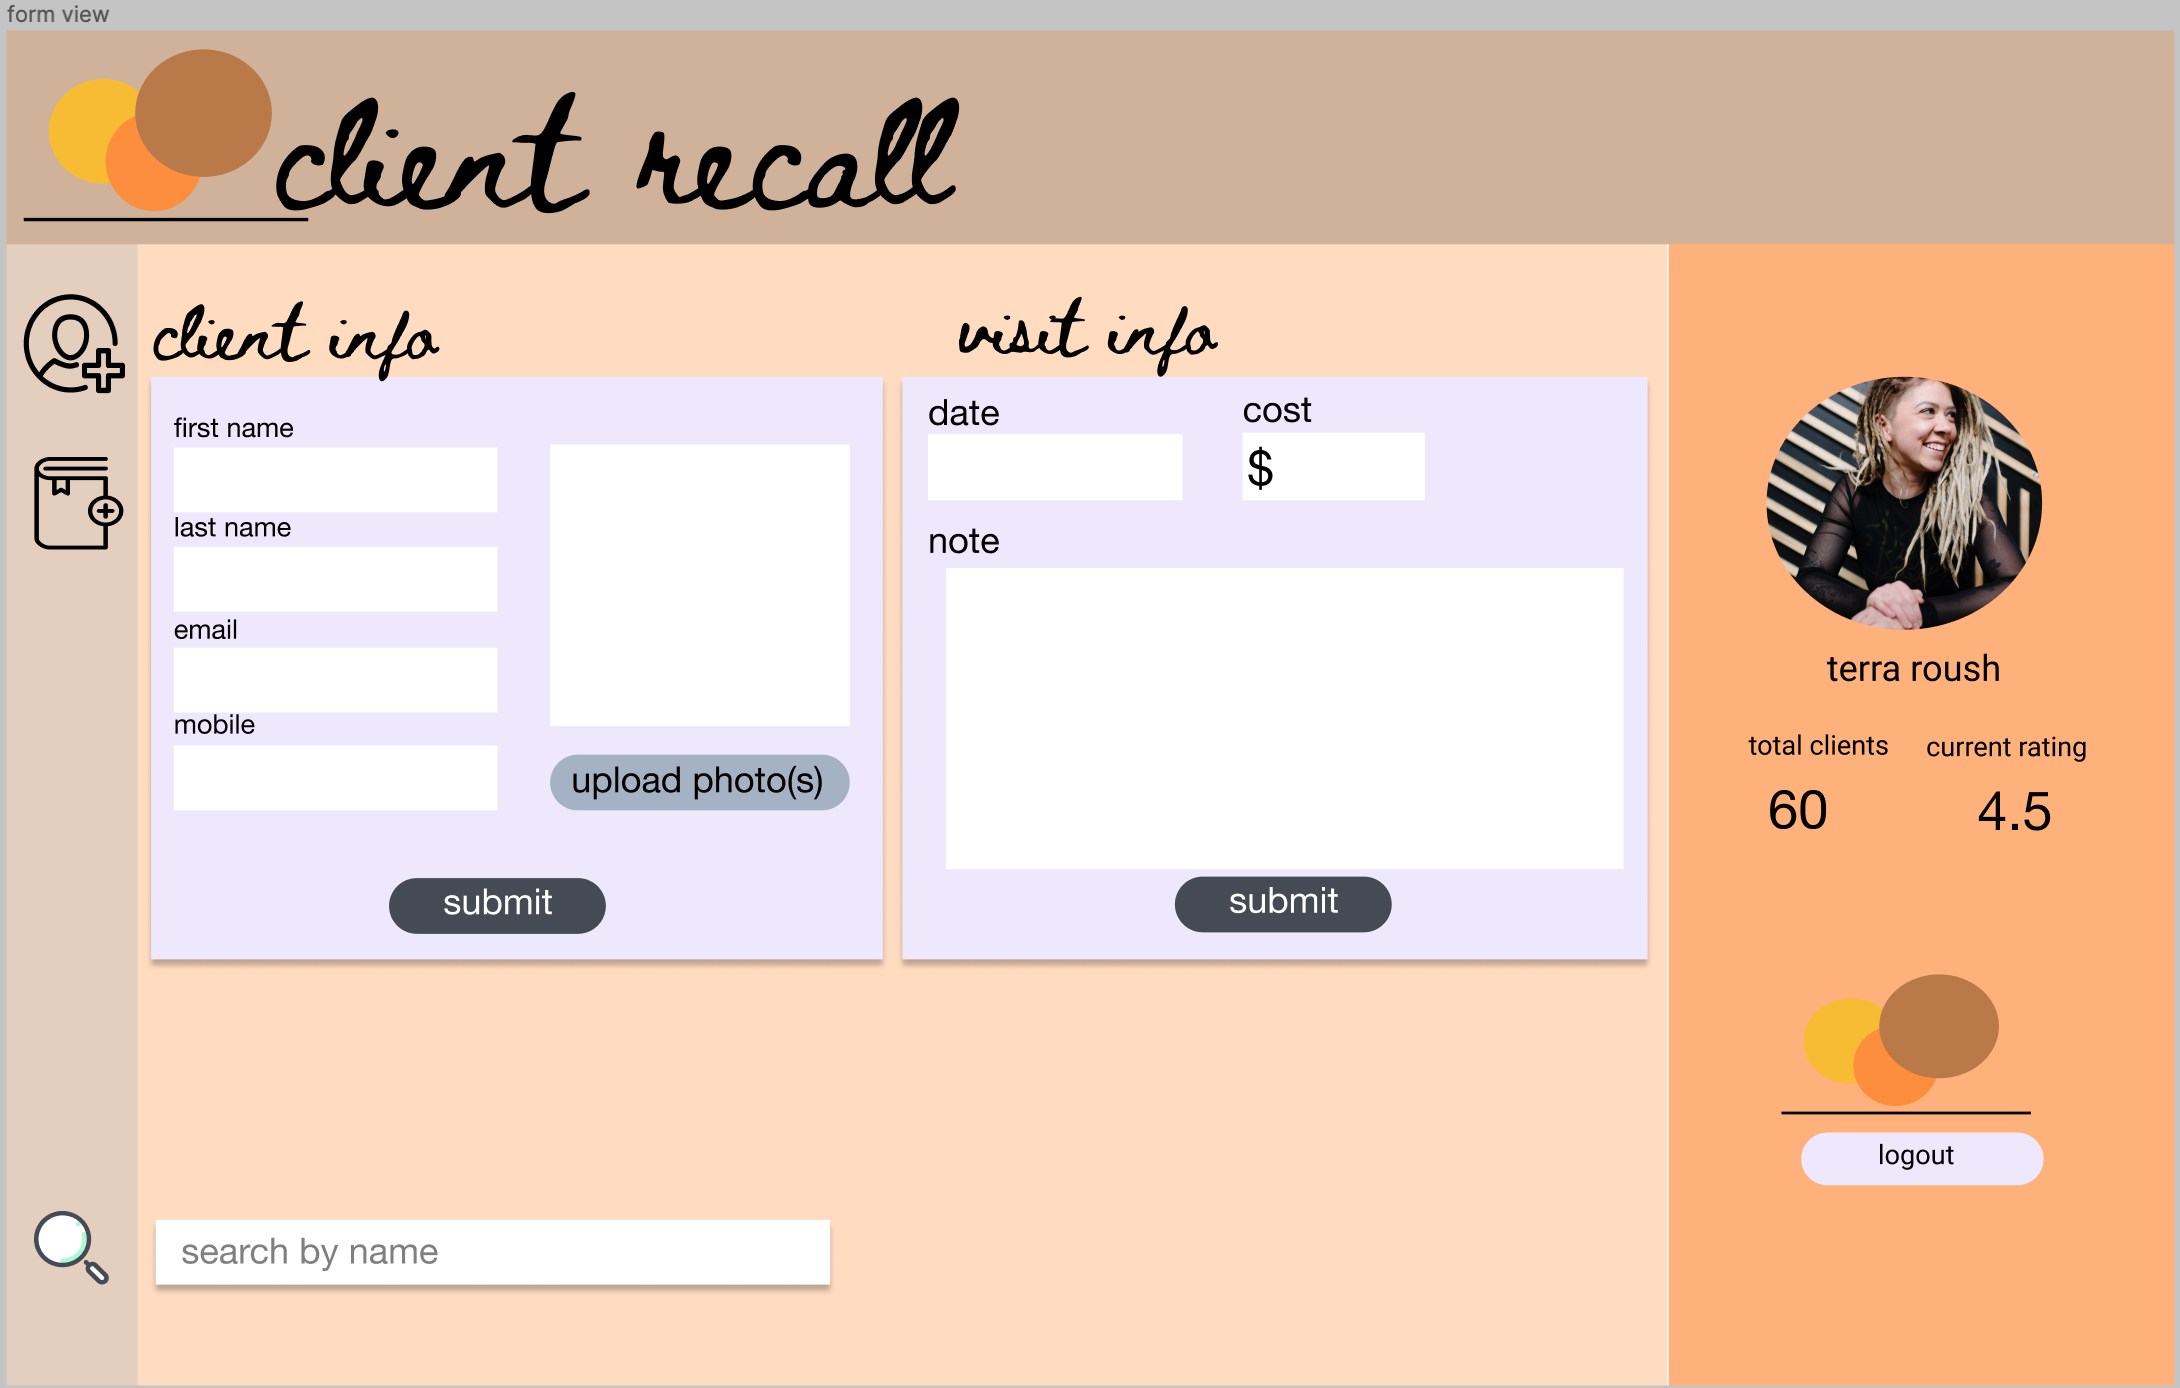 form view
client recall
client info
visit info
first name
last name
email
mobile
upload photo(s)
submit
date
cost
$
note
submit
terra roush
total clients
current rating
60
4.5
logout
search by name